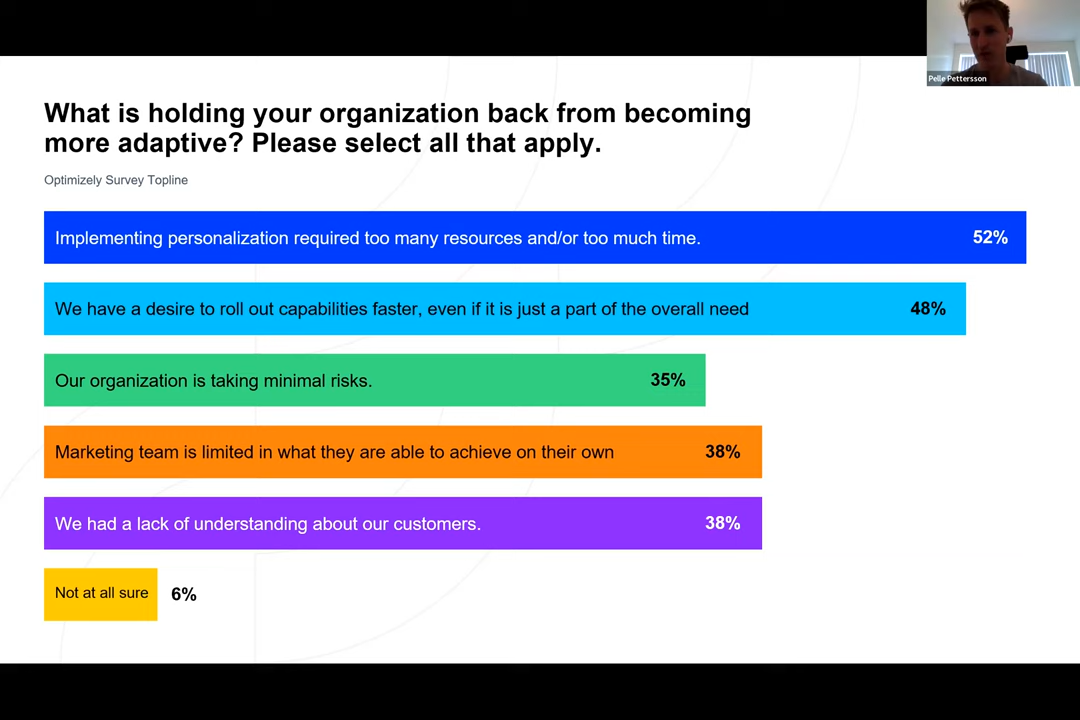 Pelle Pettersson
What is holding your organization back from becoming
more adaptive? Please select all that apply.
Optimizely Survey Topline
Implementing personalization required too many resources and/or too much time. 52%
We have a desire to roll out capabilities faster, even if it is just a part of the overall need 48%
Our organization is taking minimal risks. 35%
Marketing team is limited in what they are able to achieve on their own 38%
We had a lack of understanding about our customers. 38%
Not at all sure 6%